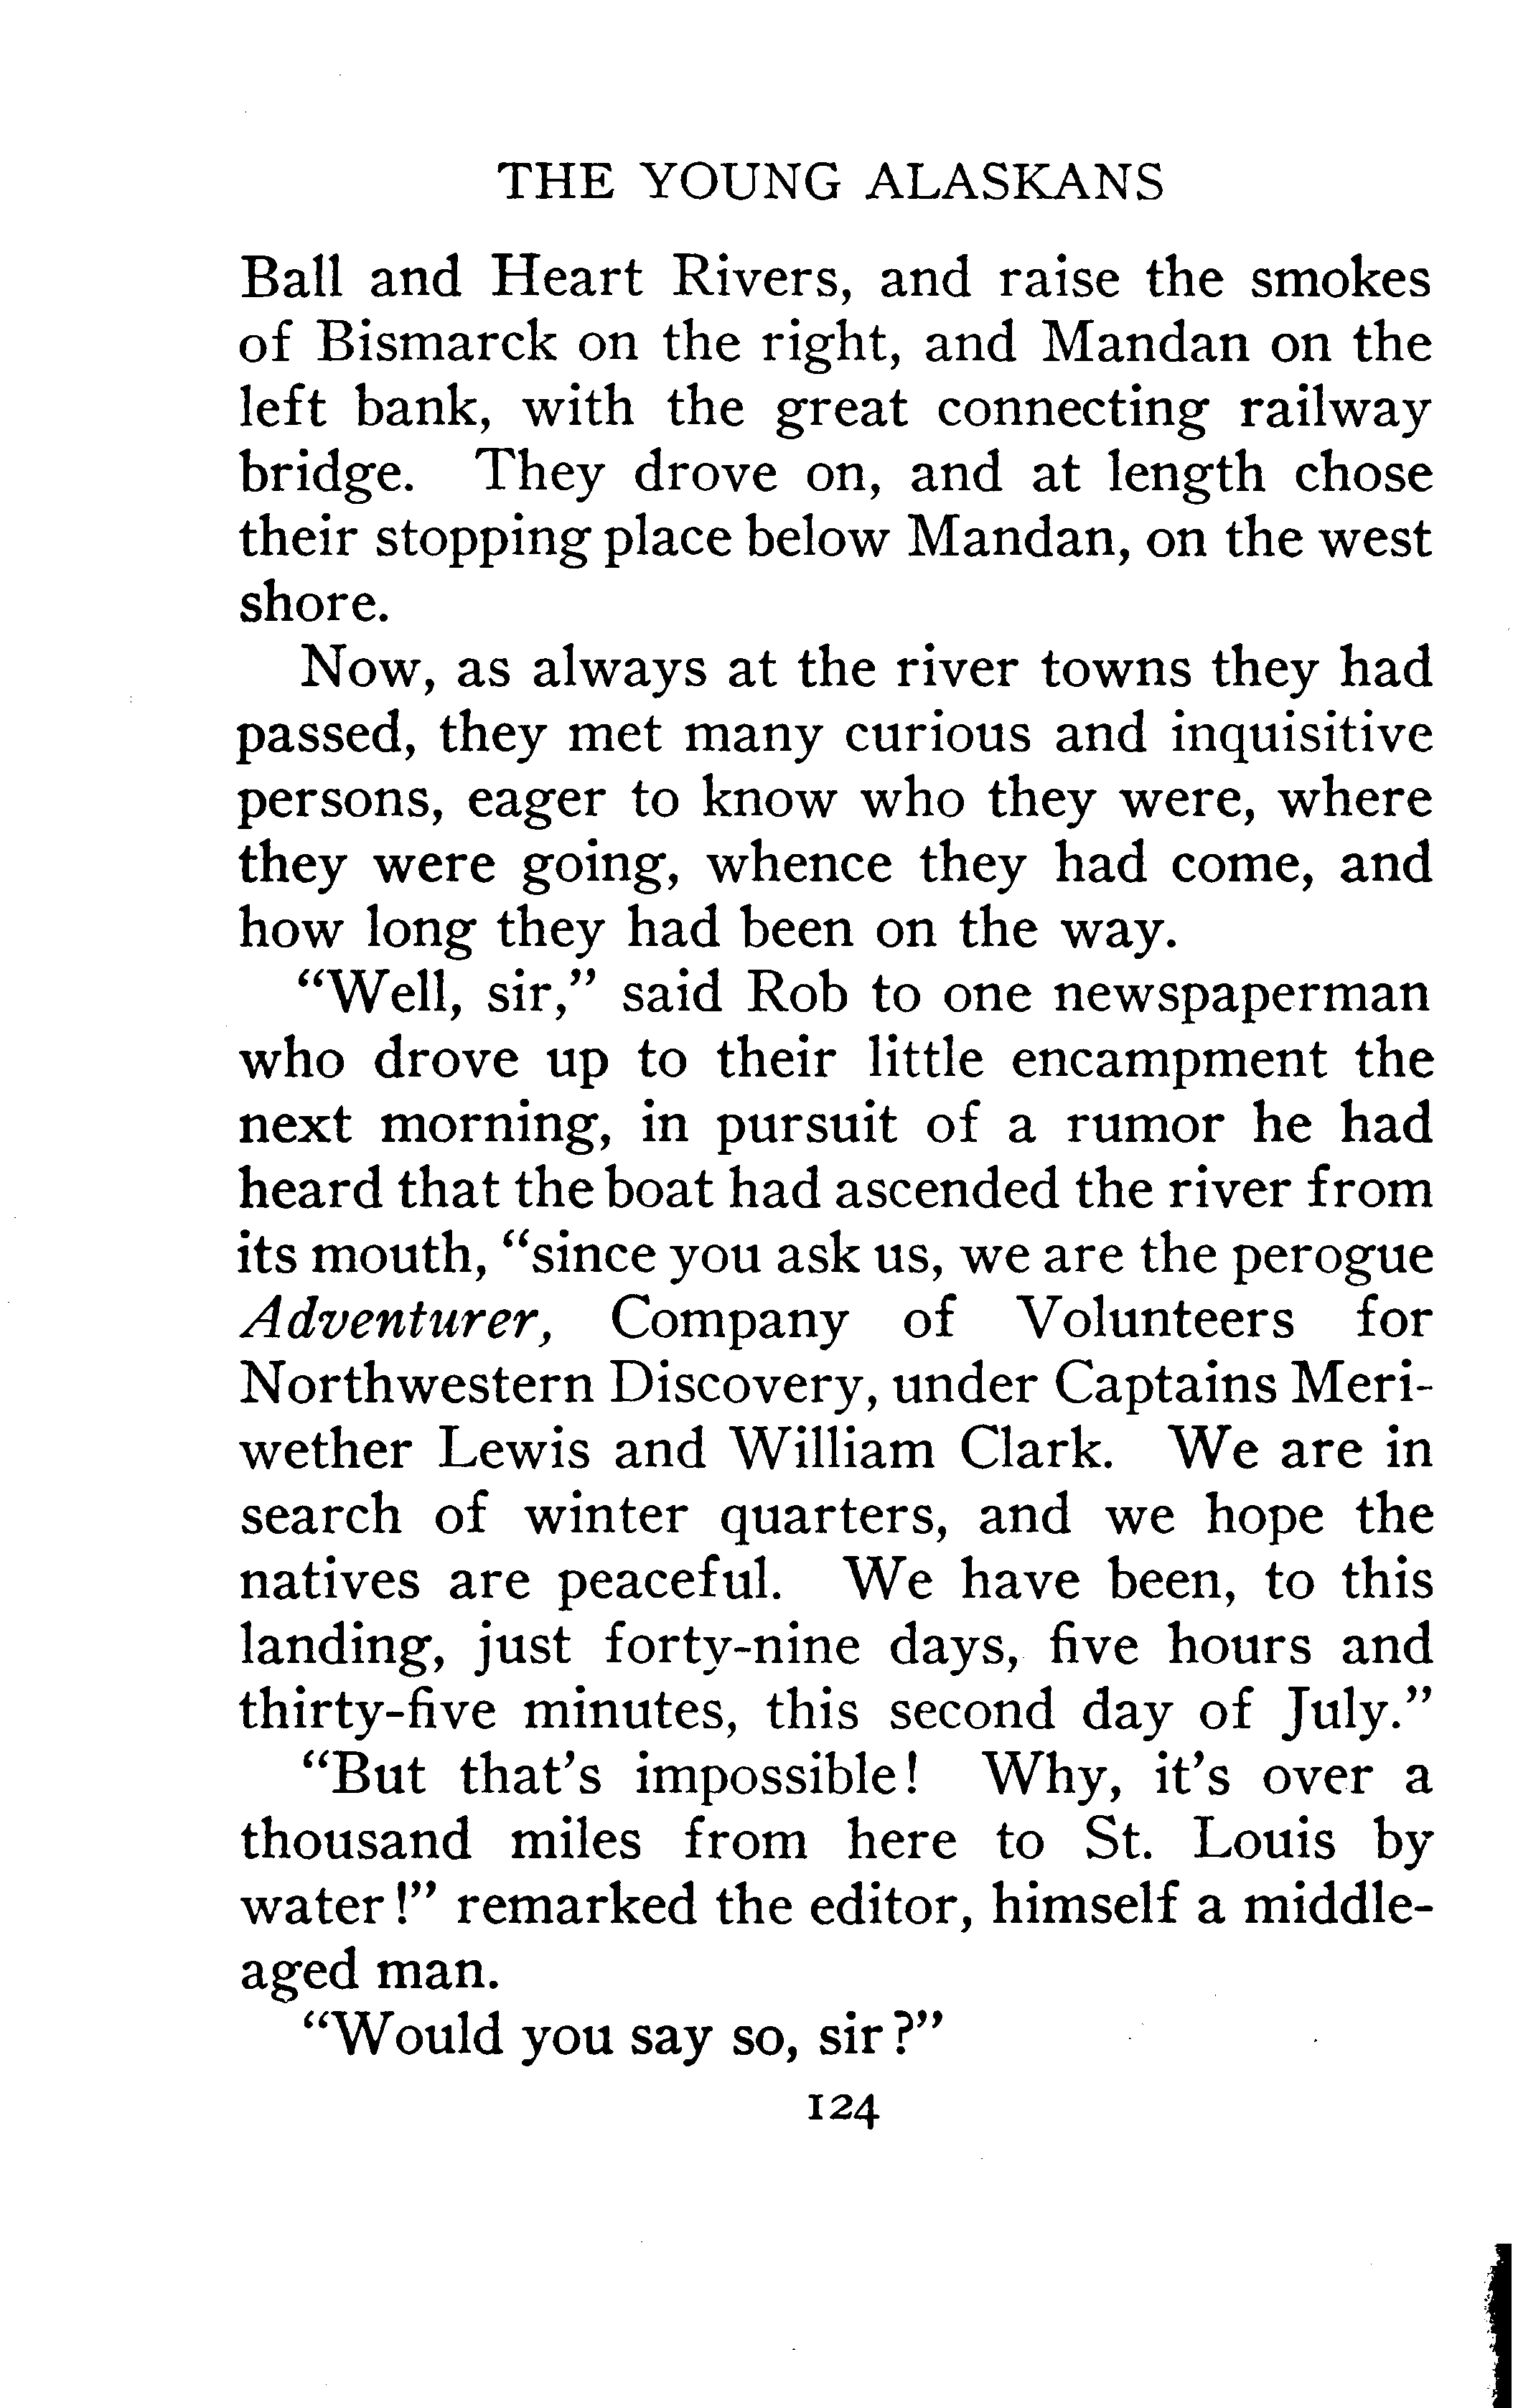 THE YOUNG ALASKANS
Ball and Heart Rivers, and raise the smokes
of Bismarck on the right, and Mandan on the
left bank, with the great connecting railway
bridge. They drove on, and at length chose
their stopping place below Mandan, on the west
shore.
Now, as always at the river towns they had
passed, they met many curious and inquisitive
persons, eager to know who they were, where
they were going, whence they had come, and
how long they had been on the way.
“Well, sir,” said Rob to one newspaperman
who drove up to their little encampment the
next morning, in pursuit of a rumor he had
heard that the boat had ascended the river from
its mouth, “since you ask us, we are the perogue
Adventurer, Company of Volunteers for
Northwestern Discovery, under Captains Meri-
wether Lewis and William Clark. We are in
search of winter quarters, and we hope the
natives are peaceful. We have been, to this
landing, just forty-nine days, five hours and
thirty-five minutes, this second day of July.”
“But that’s impossible! Why, it’s over a
thousand miles from here to St. Louis by
water!” remarked the editor, himself a middle-
aged man.
“Would you say so, sir?”
124